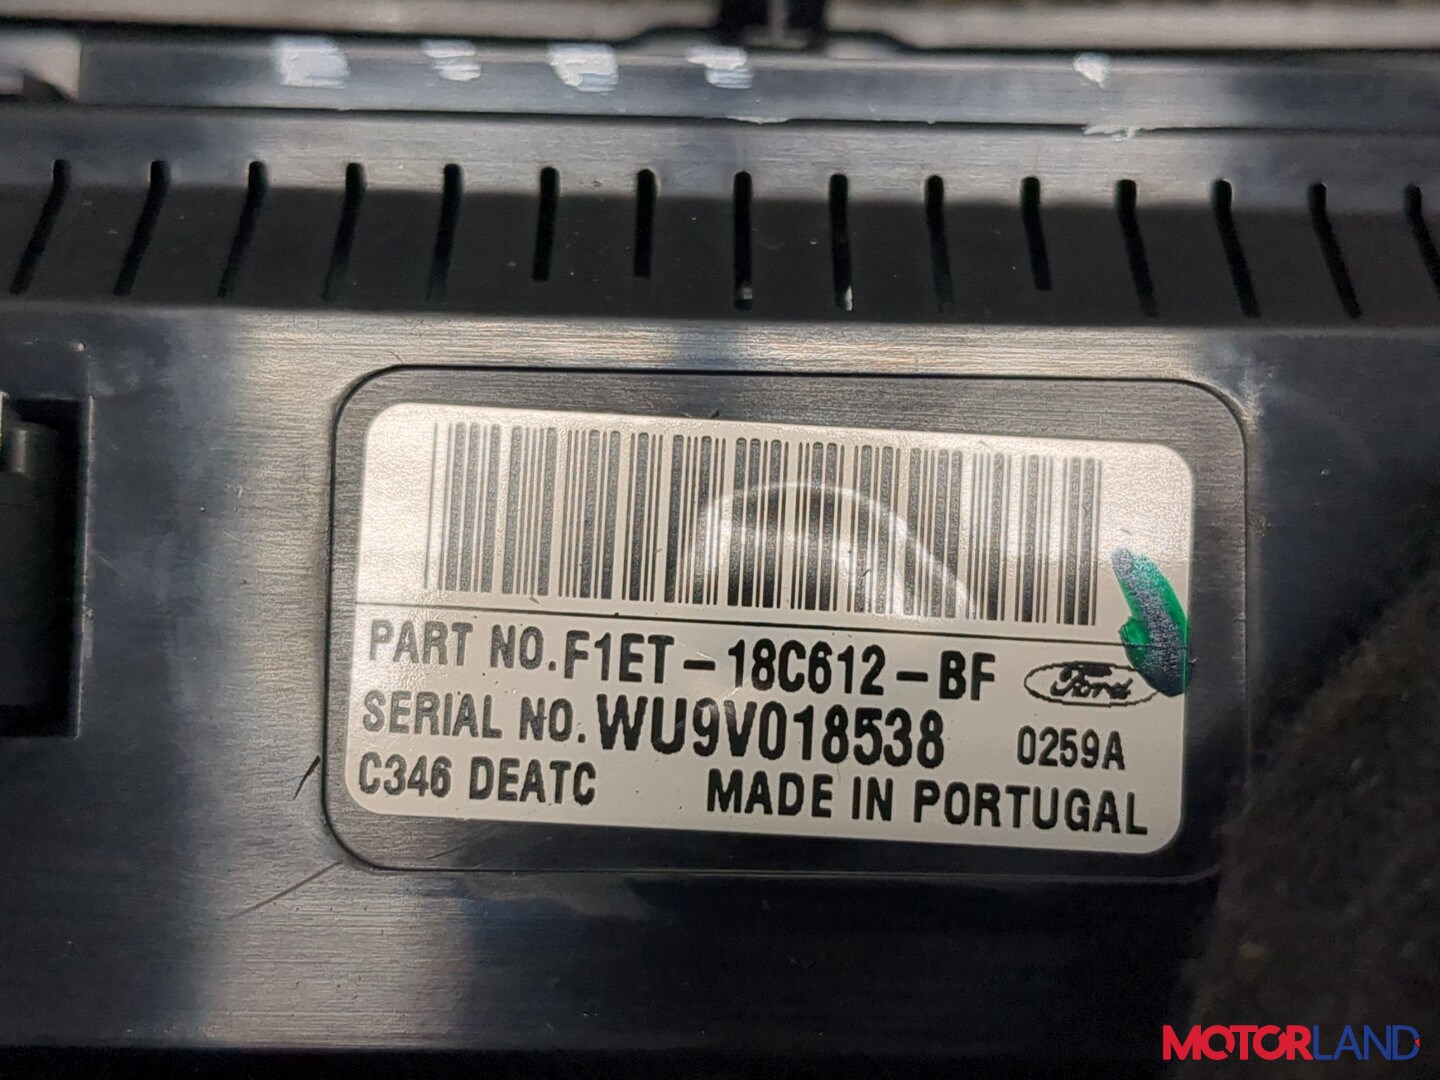 PART NO. F1ET-18C612-BF Ford
SERIAL NO. WU9V018538 0259A
C346 DEATC MADE IN PORTUGAL
MOTORLAND